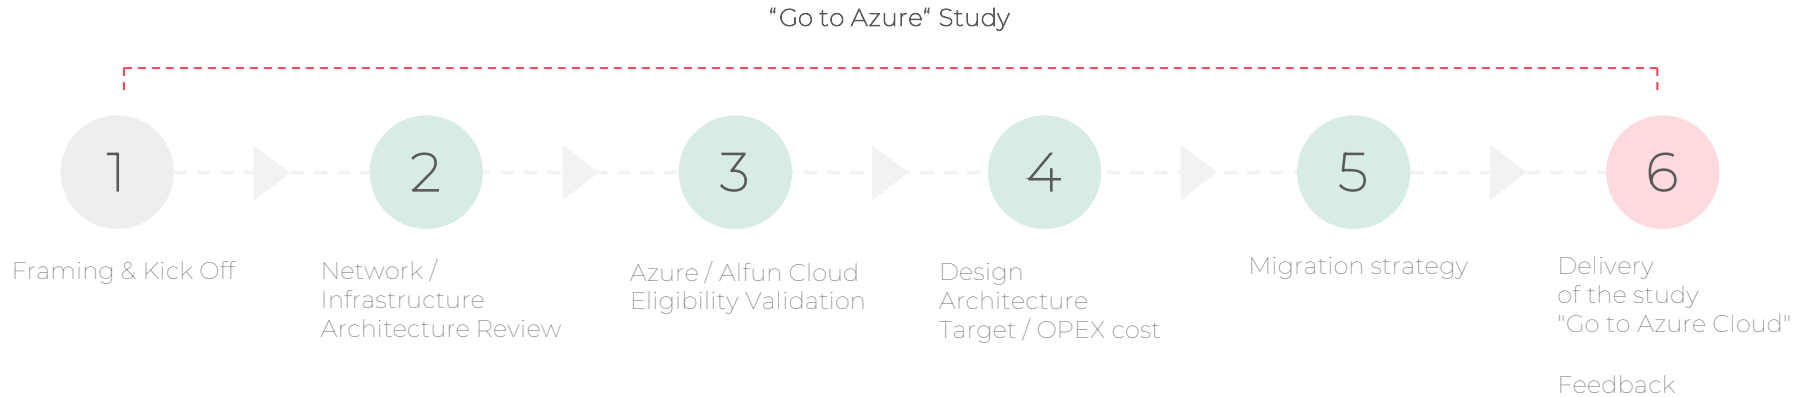 “Go to Azure“ Study
1
2
3
4
5
6
Framing & Kick Off
Network /
Infrastructure
Architecture Review
Azure / Alfun Cloud
Eligibility Validation
Design
Architecture
Target / OPEX cost
Migration strategy
Delivery
of the study
"Go to Azure Cloud"
Feedback